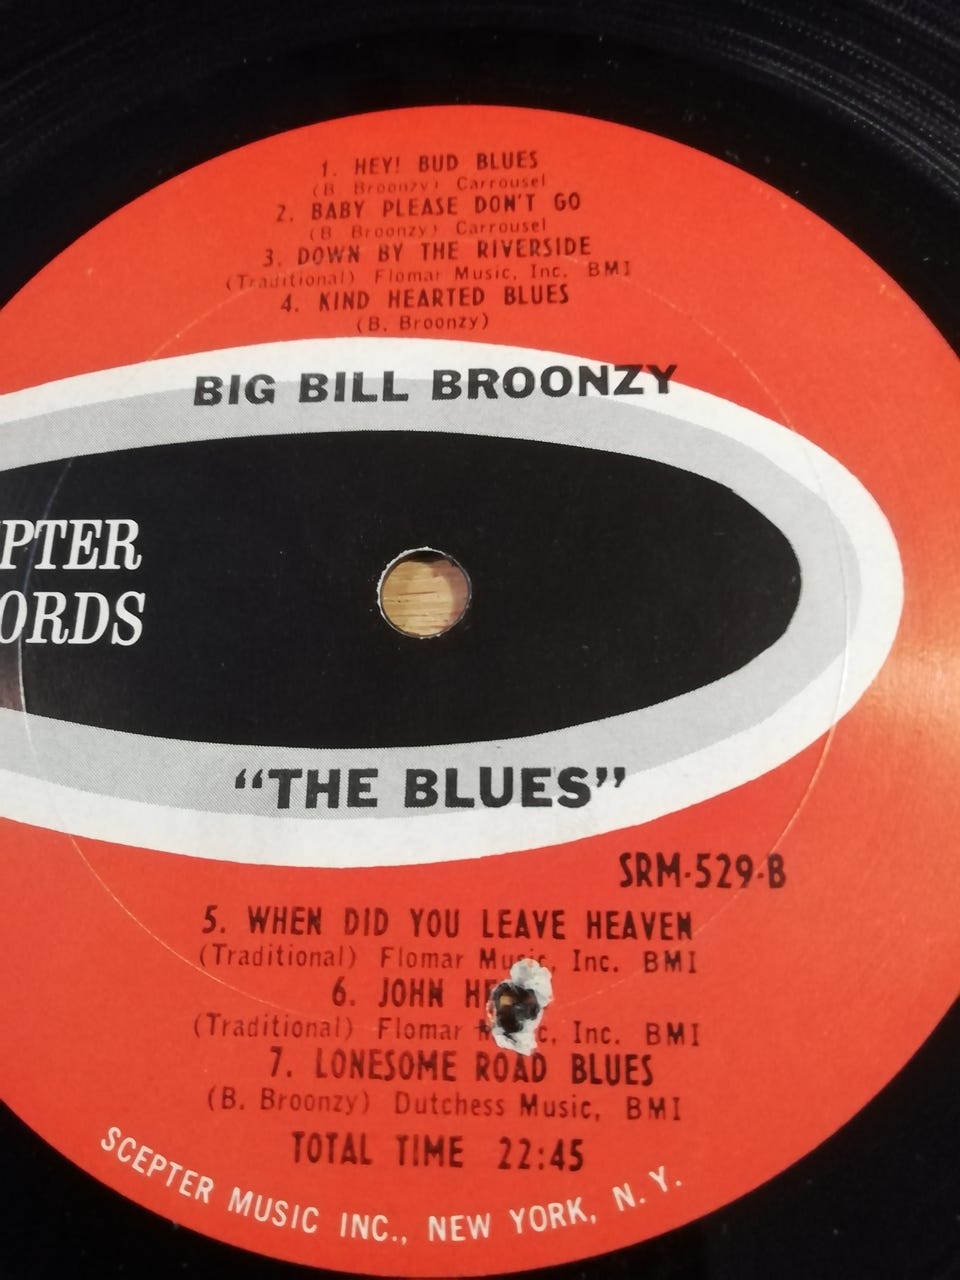 1. HEY! BUD BLUES
(B. Broonzy) Carrousel
2. BABY PLEASE DON'T GO
(B. Broonzy) Carrousel
3. DOWN BY THE RIVERSIDE
(Traditional) Flomar Music, Inc. BMI
4. KIND HEARTED BLUES
(B. Broonzy)
BIG BILL BROONZY
PTER
ORDS
“THE BLUES”
SRM-529-B
5. WHEN DID YOU LEAVE HEAVEN
(Traditional) Flomar Music, Inc. BMI
6. JOHN HE
(Traditional) Flomar M c, Inc. BMI
7. LONESOME ROAD BLUES
(B. Broonzy) Dutchess Music, BMI
TOTAL TIME 22:45
SCEPTER MUSIC INC., NEW YORK, N. Y.